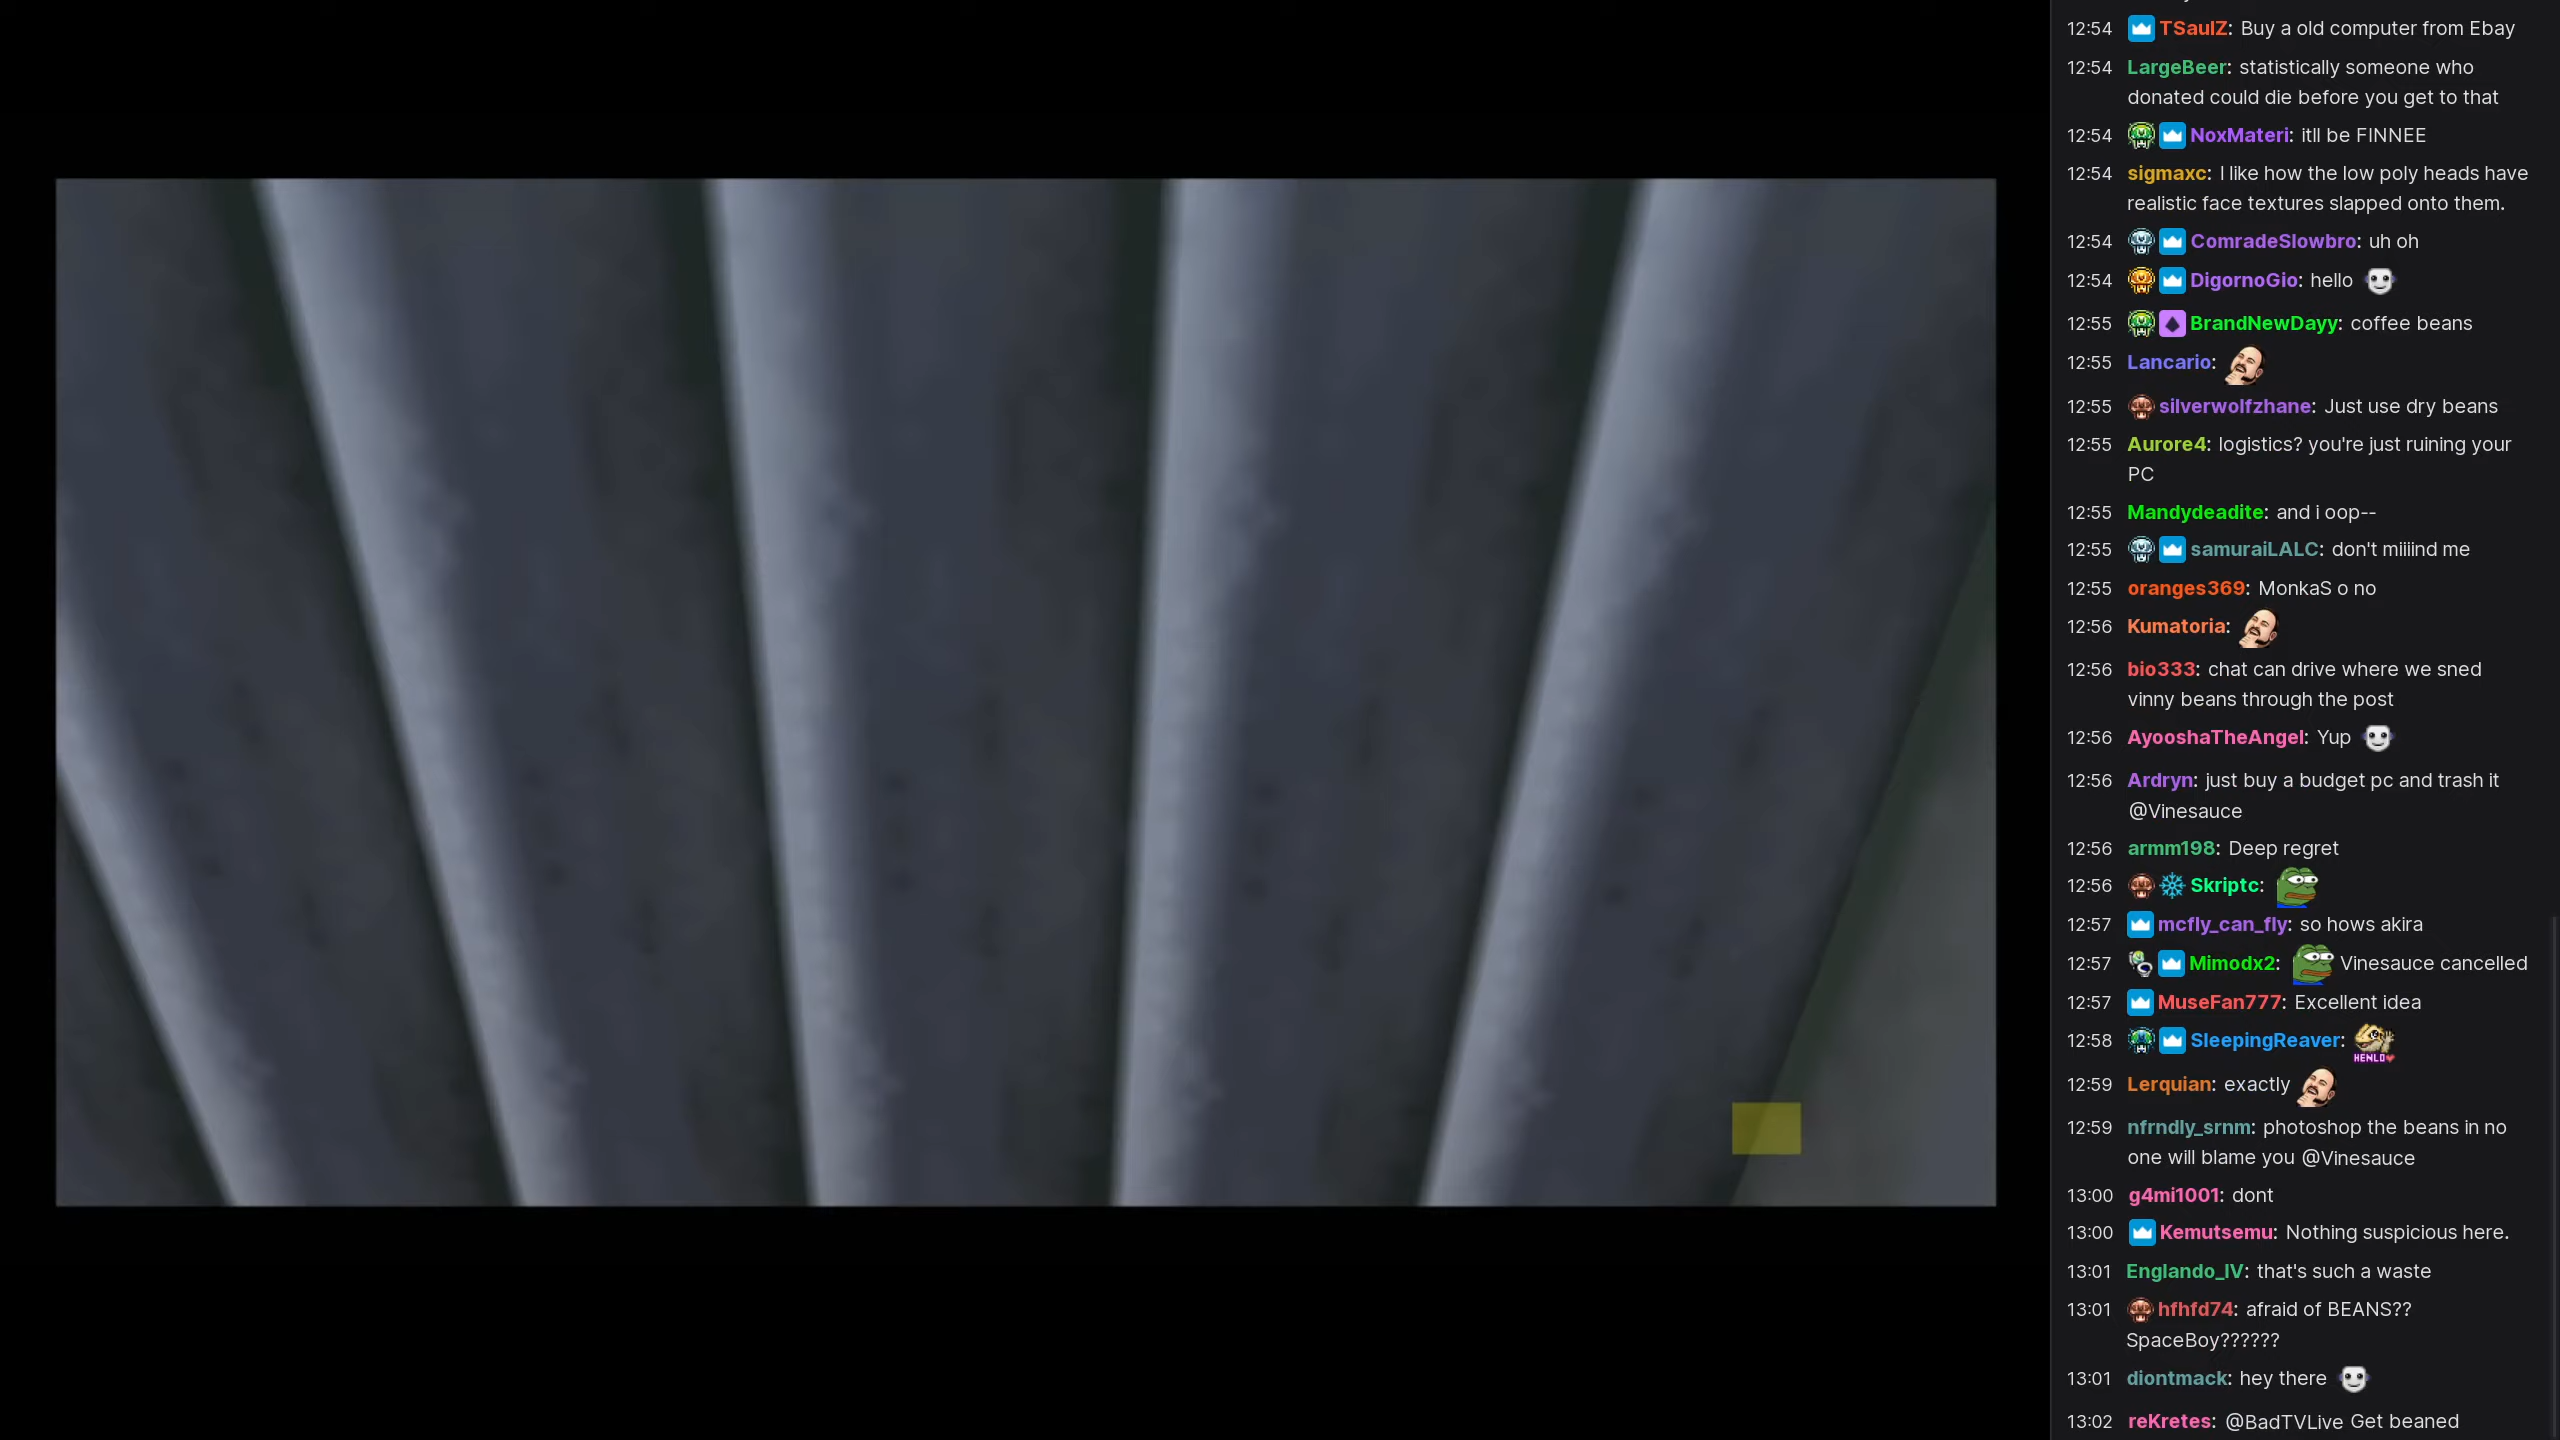 12:54 TSaulZ: Buy a old computer from Ebay
12:54 LargeBeer: statistically someone who
donated could die before you get to that
12:54 NoxMateri: itll be FINNEE
12:54 sigmaxc: I like how the low poly heads have
realistic face textures slapped onto them.
12:54 ComradeSlowbro: uh oh
12:54 DigornoGio: hello
12:55 BrandNewDayy: coffee beans
12:55 Lancario:
12:55 silverwolfzhane: Just use dry beans
12:55 Aurore4: logistics? you're just ruining your
PC
12:55 Mandydeadite: and i oop--
12:55 samuraiLALC: don't miiiind me
12:55 oranges369: MonkaS o no
12:56 Kumatoria:
12:56 bio333: chat can drive where we sned
vinny beans through the post
12:56 AyooshaTheAngel: Yup
12:56 Ardryn: just buy a budget pc and trash it
@Vinesauce
12:56 armm198: Deep regret
12:56 Skriptc:
12:57 mcfly_can_fly: so hows akira
12:57 Mimodx2: Vinesauce cancelled
12:57 MuseFan777: Excellent idea
12:58 SleepingReaver: HENLO
12:59 Lerquian: exactly
12:59 nfrndly_srnm: photoshop the beans in no
one will blame you @Vinesauce
13:00 g4mi1001: dont
13:00 Kemutsemu: Nothing suspicious here.
13:01 Englando_IV: that's such a waste
13:01 hfhfd74: afraid of BEANS??
SpaceBoy??????
13:01 diontmack: hey there
13:02 reKretes: @BadTVLive Get beaned